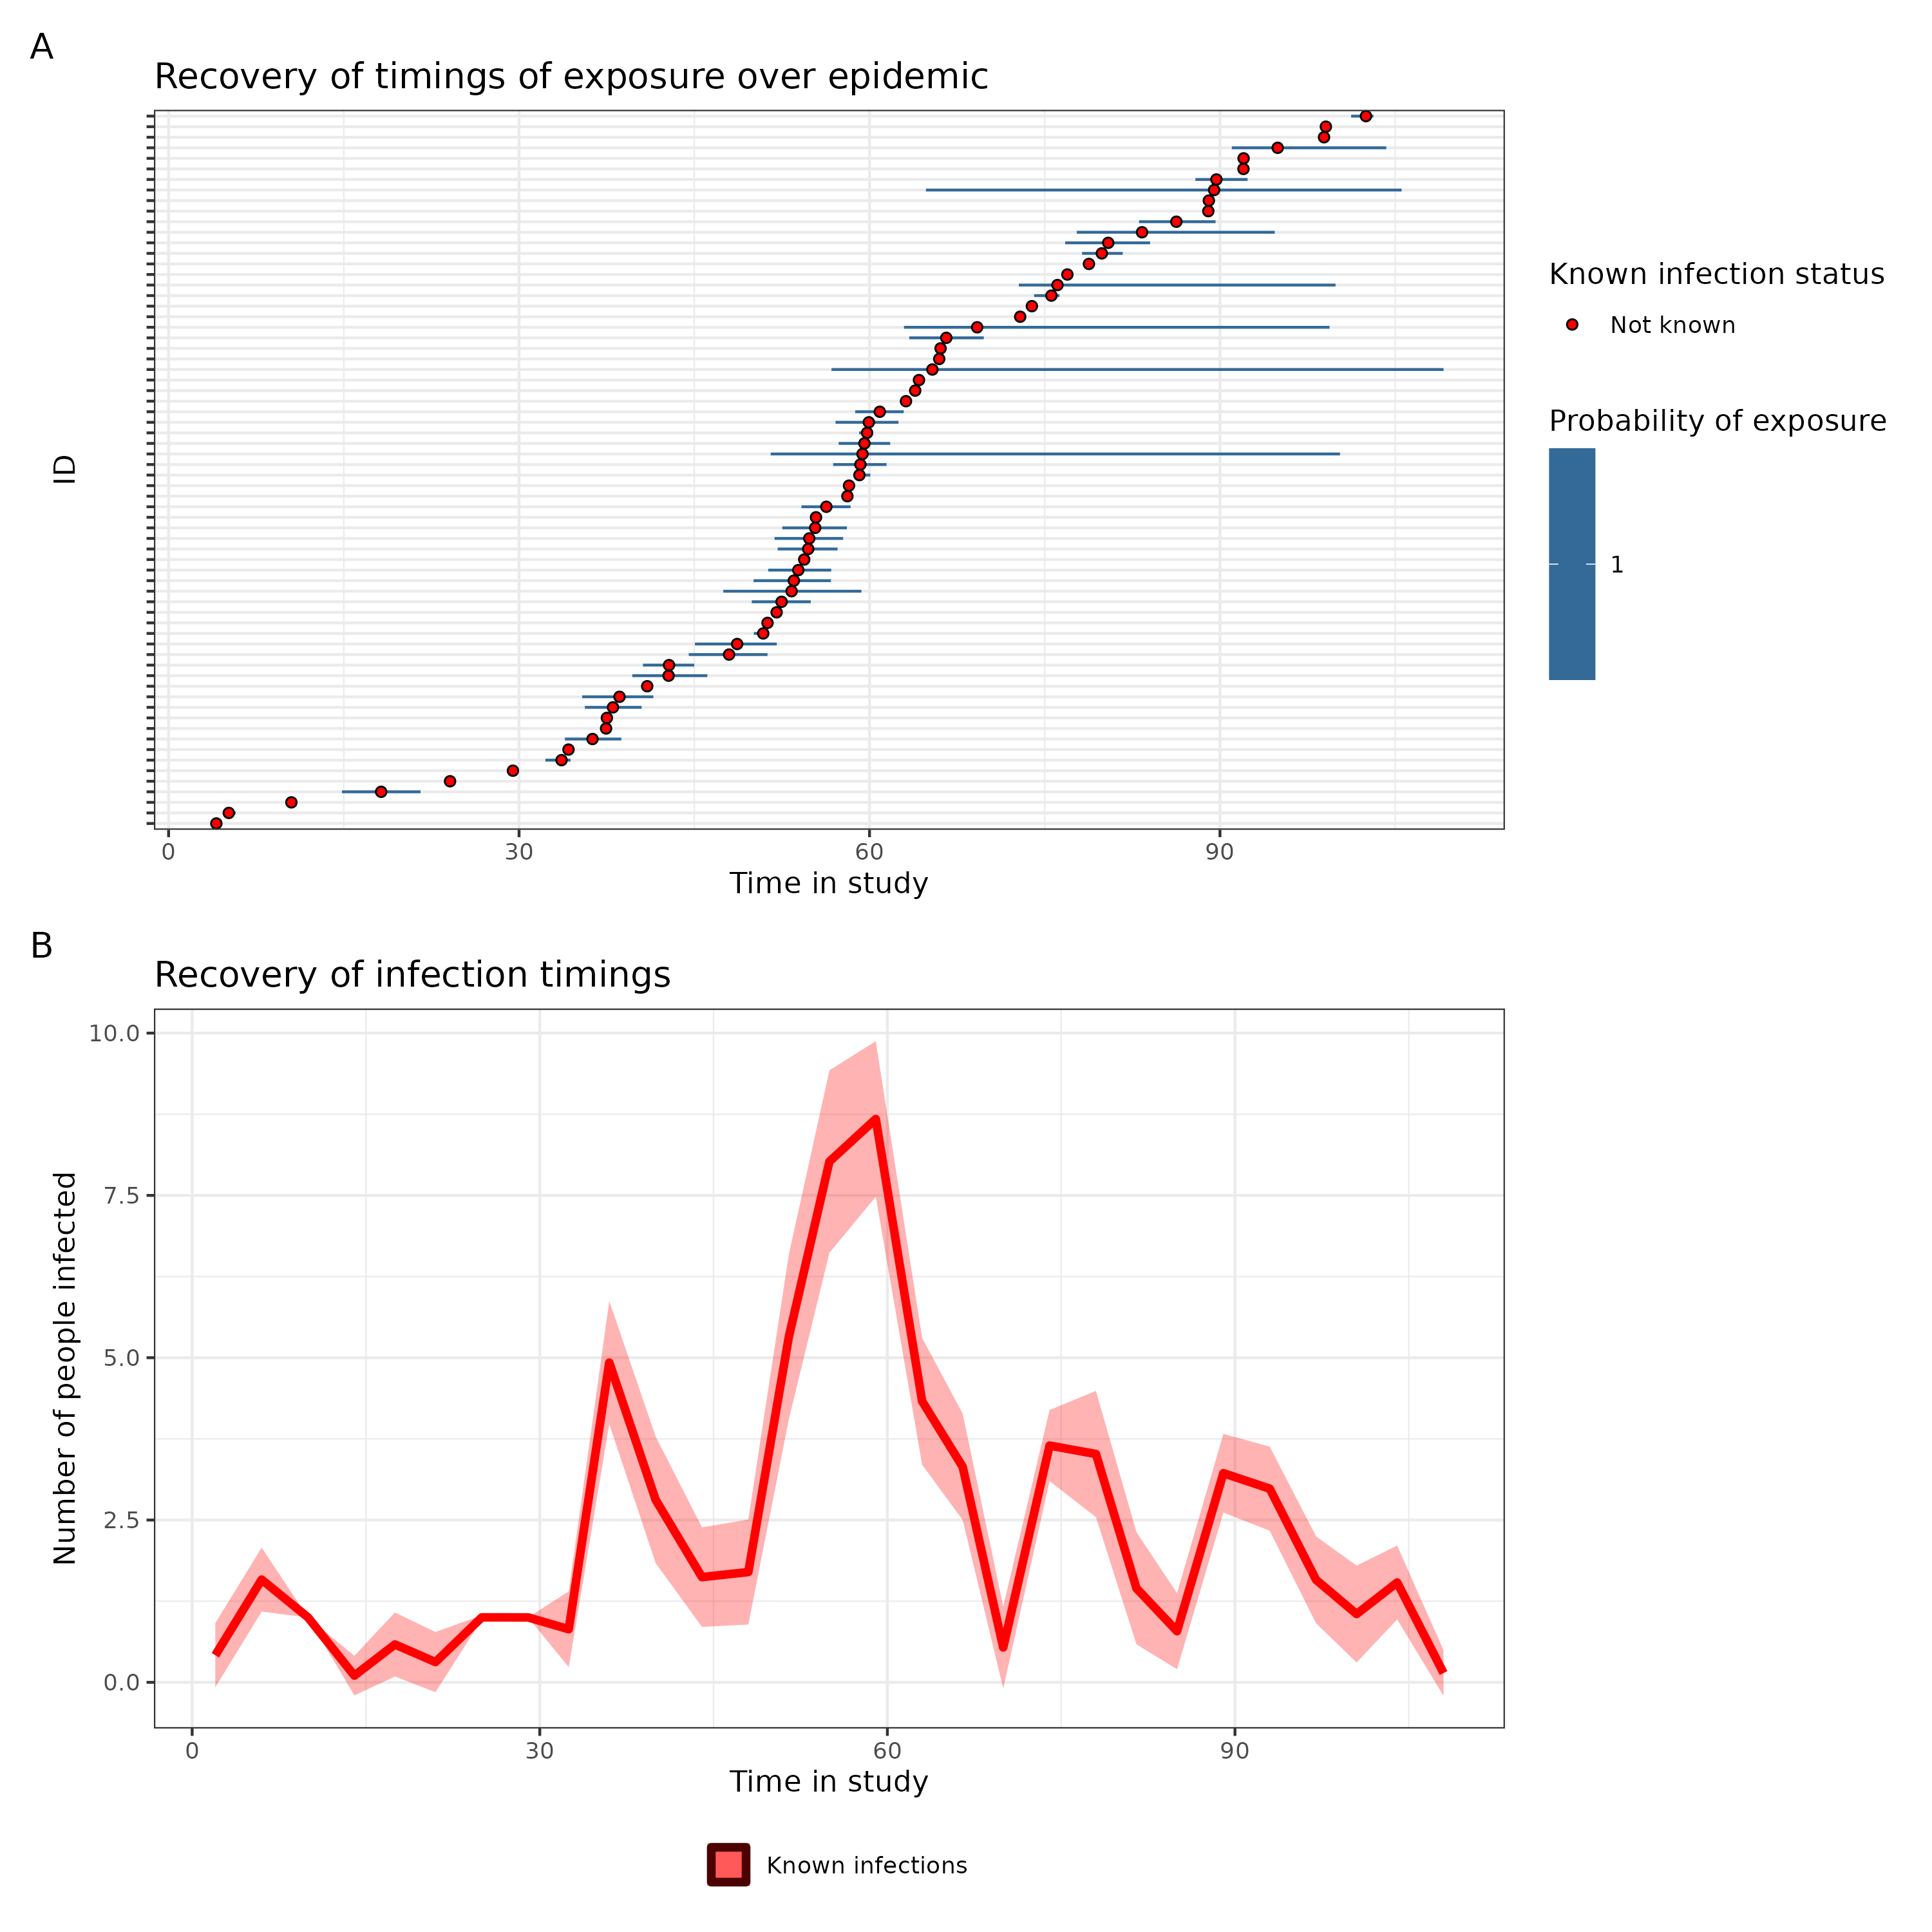 A
Recovery of timings of exposure over epidemic
ID
0 30 60 90
Time in study
Known infection status
Not known
Probability of exposure
1
B
Recovery of infection timings
Number of people infected
10.0
7.5
5.0
2.5
0.0
0 30 60 90
Time in study
Known infections